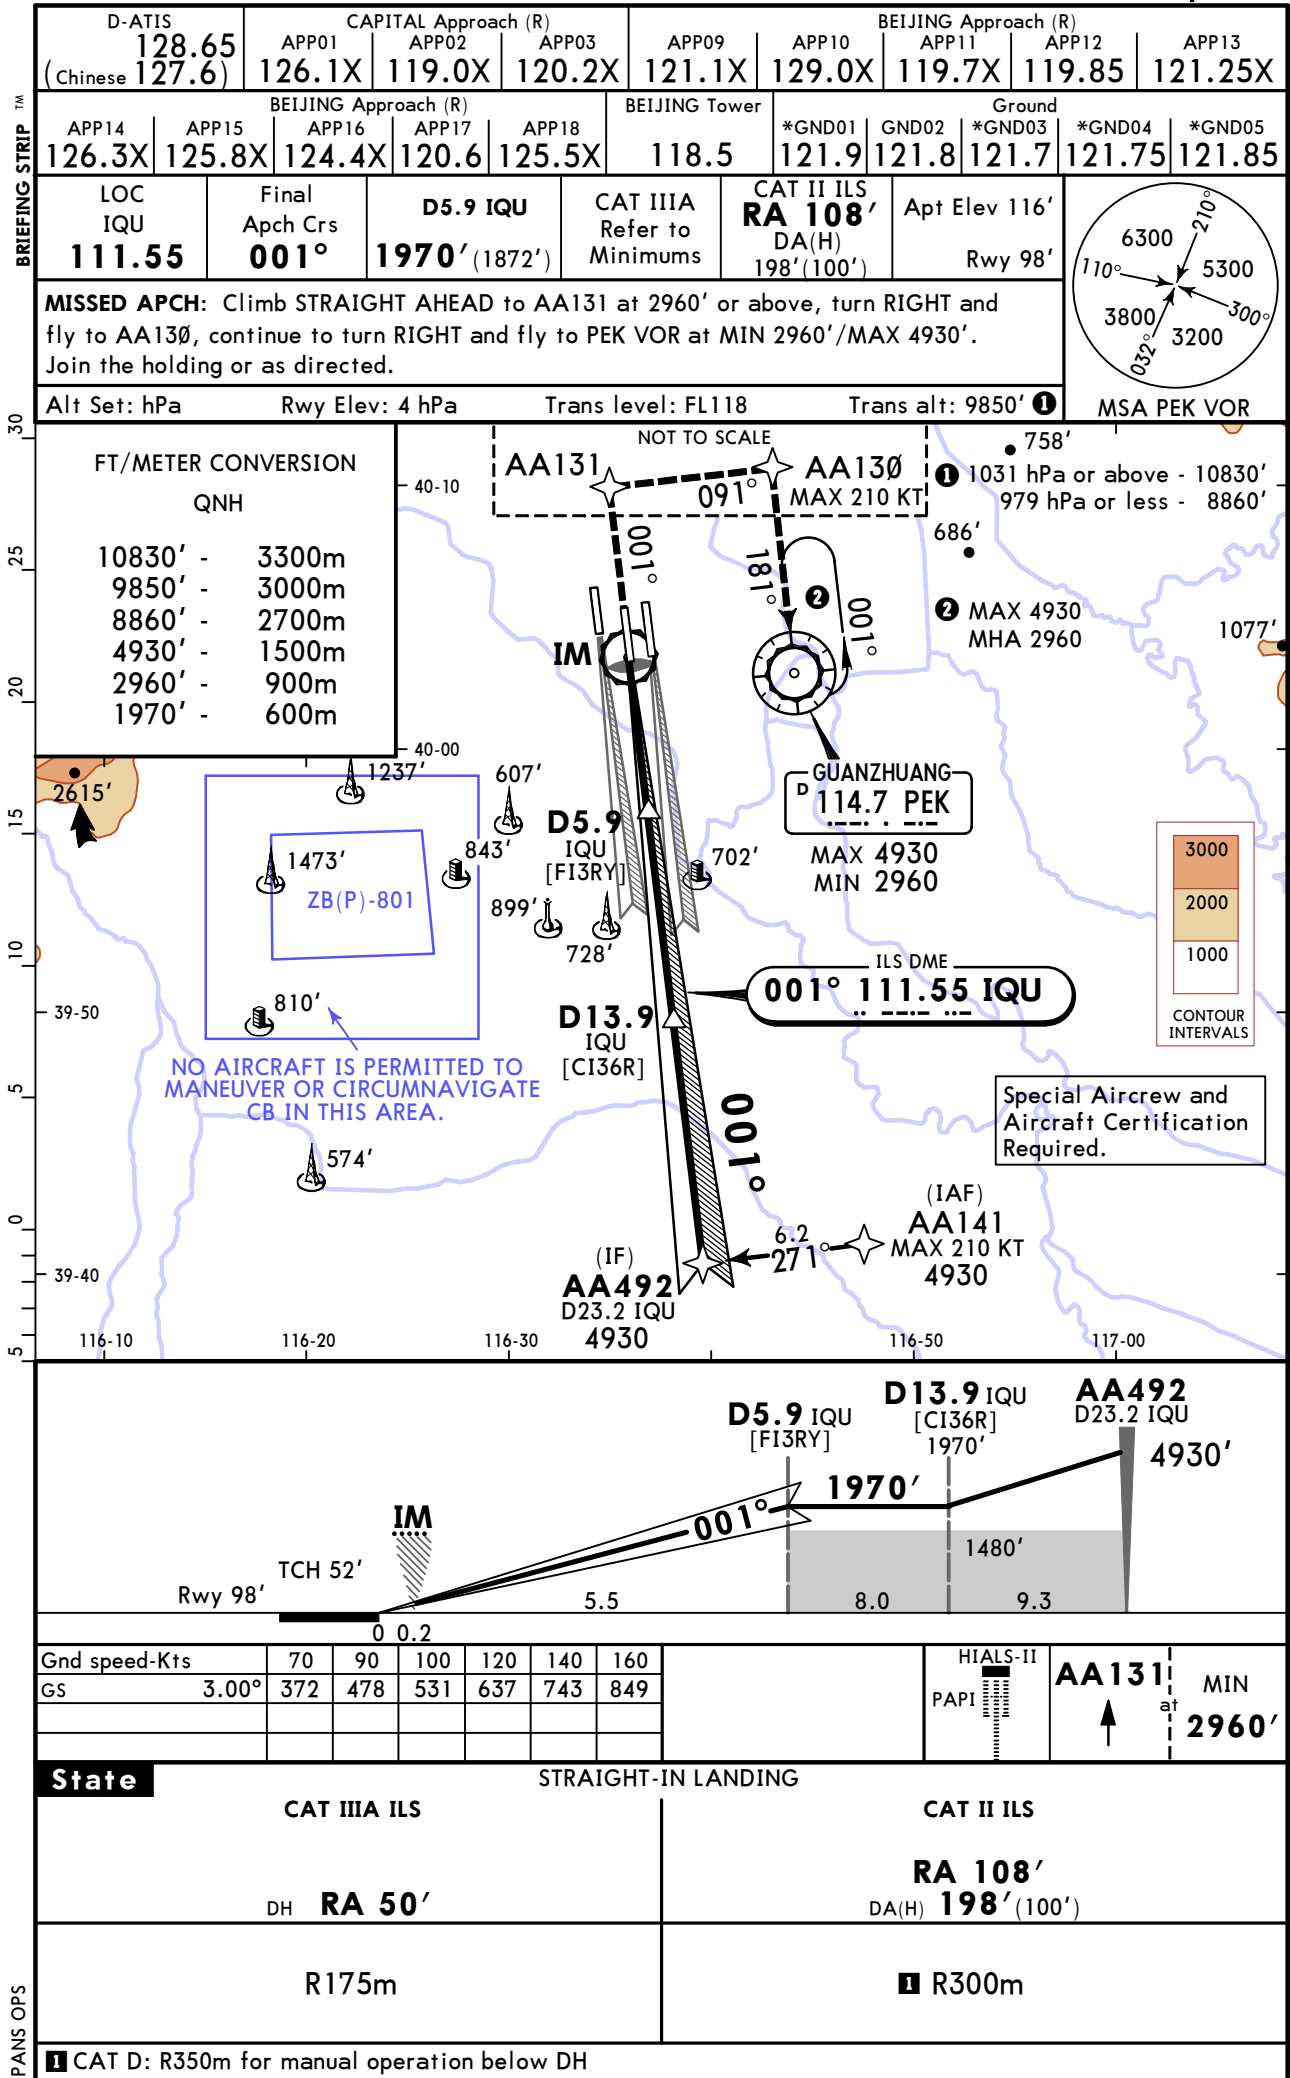 D-ATIS
128.65
(Chinese 127.6)
CAPITAL Approach (R)
APP01 APP02 APP03
126.1X 119.0X 120.2X
BEIJING Approach (R)
APP09 APP10 APP11 APP12 APP13
121.1X 129.0X 119.7X 119.85 121.25X
BEIJING Approach (R)
APP14 APP15 APP16 APP17 APP18
126.3X 125.8X 124.4X 120.6 125.5X
BEIJING Tower
118.5
Ground
*GND01 GND02 *GND03 *GND04 *GND05
121.9 121.8 121.7 121.75 121.85
BRIEFING STRIP TM
LOC
IQU
111.55
Final
Apch Crs
001°
D5.9 IQU
1970′ (1872′)
CAT IIIA
Refer to
Minimums
CAT II ILS
RA 108′
DA(H)
198′(100′)
Apt Elev 116′
Rwy 98′
210°
6300
110°
5300
3800
300°
3200
032°
MSA PEK VOR
MISSED APCH: Climb STRAIGHT AHEAD to AA131 at 2960′ or above, turn RIGHT and
fly to AA13Ø, continue to turn RIGHT and fly to PEK VOR at MIN 2960′/MAX 4930′.
Join the holding or as directed.
Alt Set: hPa Rwy Elev: 4 hPa Trans level: FL118 Trans alt: 9850′ 1
FT/METER CONVERSION
QNH
10830′ - 3300m
9850′ - 3000m
8860′ - 2700m
4930′ - 1500m
2960′ - 900m
1970′ - 600m
NOT TO SCALE
AA131
AA13Ø
091°
MAX 210 KT
758′
1 1031 hPa or above - 10830′
979 hPa or less - 8860′
686′
2 MAX 4930
MHA 2960
1077′
40-10
001°
181°
2
001°
IM
40-00
GUANZHUANG
D 114.7 PEK
MAX 4930
MIN 2960
2615′
1237′
607′
D5.9
IQU
[FI3RY]
843′
702′
1473′
ZB(P)-801
899′
728′
3000
2000
1000
CONTOUR
INTERVALS
ILS DME
001° 111.55 IQU
39-50
810′
D13.9
IQU
[CI36R]
NO AIRCRAFT IS PERMITTED TO
MANEUVER OR CIRCUMNAVIGATE
CB IN THIS AREA.
Special Aircrew and
Aircraft Certification
Required.
001°
574′
(IAF)
AA141
MAX 210 KT
4930
6.2
271°
(IF)
AA492
D23.2 IQU
4930
39-40
116-10 116-20 116-30 116-50 117-00
30
25
20
15
10
5
0
5
D5.9 IQU
[FI3RY]
D13.9 IQU
[CI36R]
1970′
AA492
D23.2 IQU
4930′
1970′
001°
IM
1480′
TCH 52′
Rwy 98′
5.5 8.0 9.3
0 0.2
Gnd speed-Kts 70 90 100 120 140 160
GS 3.00° 372 478 531 637 743 849
HIALS-II
PAPI
AA131
at
MIN
2960′
State
STRAIGHT-IN LANDING
CAT IIIA ILS
CAT II ILS
DH RA 50′
RA 108′
DA(H) 198′(100′)
R175m
1 R300m
PANS OPS
1 CAT D: R350m for manual operation below DH